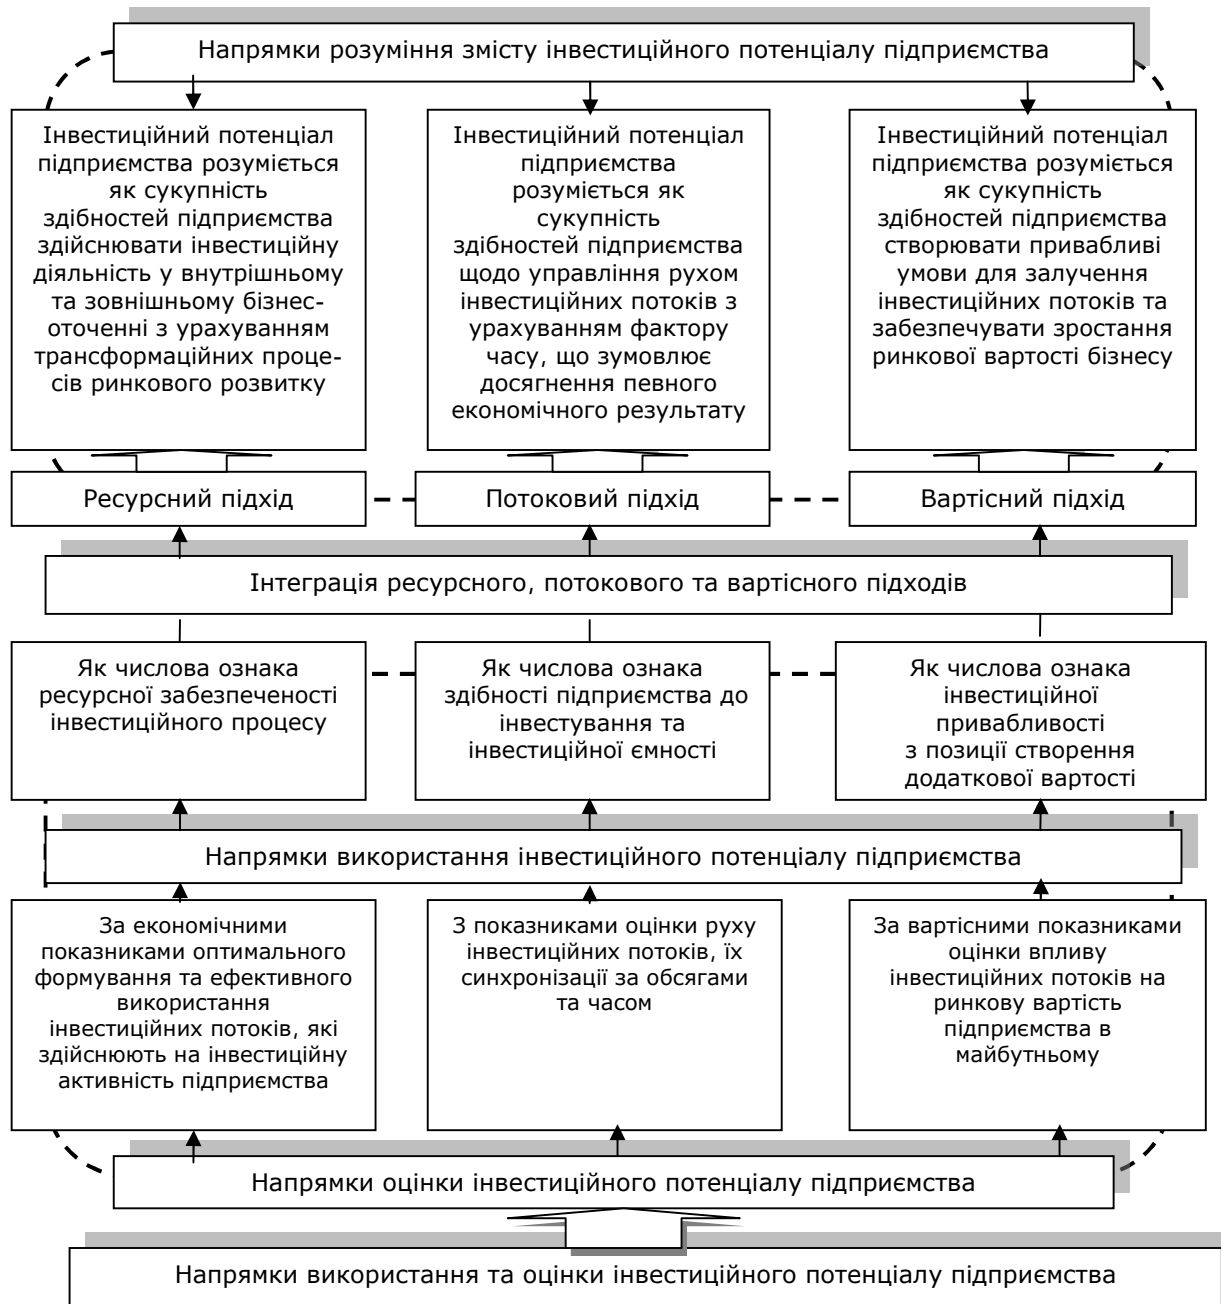 Напрямки розуміння змісту інвестиційного потенціалу підприємства
Інвестиційний потенціал
підприємства розуміється
як сукупність
здібностей підприємства
здійснювати інвестиційну
діяльність у внутрішньому
та зовнішньому бізнес-
оточенні з урахуванням
трансформаційних проце-
сів ринкового розвитку
Інвестиційний потенціал
підприємства
розуміється як
сукупність
здібностей підприємства
щодо управління рухом
інвестиційних потоків з
урахуванням фактору
часу, що зумовлює
досягнення певного
економічного результату
Інвестиційний потенціал
підприємства розуміється
як сукупність
здібностей підприємства
створювати привабливі
умови для залучення
інвестиційних потоків та
забезпечувати зростання
ринкової вартості бізнесу
Ресурсний підхід
Потоковий підхід
Вартісний підхід
Інтеграція ресурсного, потокового та вартісного підходів
Як числова ознака
ресурсної забезпеченості
інвестиційного процесу
Як числова ознака
здібності підприємства до
інвестування та
інвестиційної ємності
Як числова ознака
інвестиційної
привабливості
з позиції створення
додаткової вартості
Напрямки використання інвестиційного потенціалу підприємства
За економічними
показниками оптимального
формування та ефективного
використання
інвестиційних потоків, які
здійснюють на інвестиційну
активність підприємства
З показниками оцінки руху
інвестиційних потоків, їх
синхронізації за обсягами
та часом
За вартісними показниками
оцінки впливу
інвестиційних потоків на
ринкову вартість
підприємства в
майбутньому
Напрямки оцінки інвестиційного потенціалу підприємства
Напрямки використання та оцінки інвестиційного потенціалу підприємства